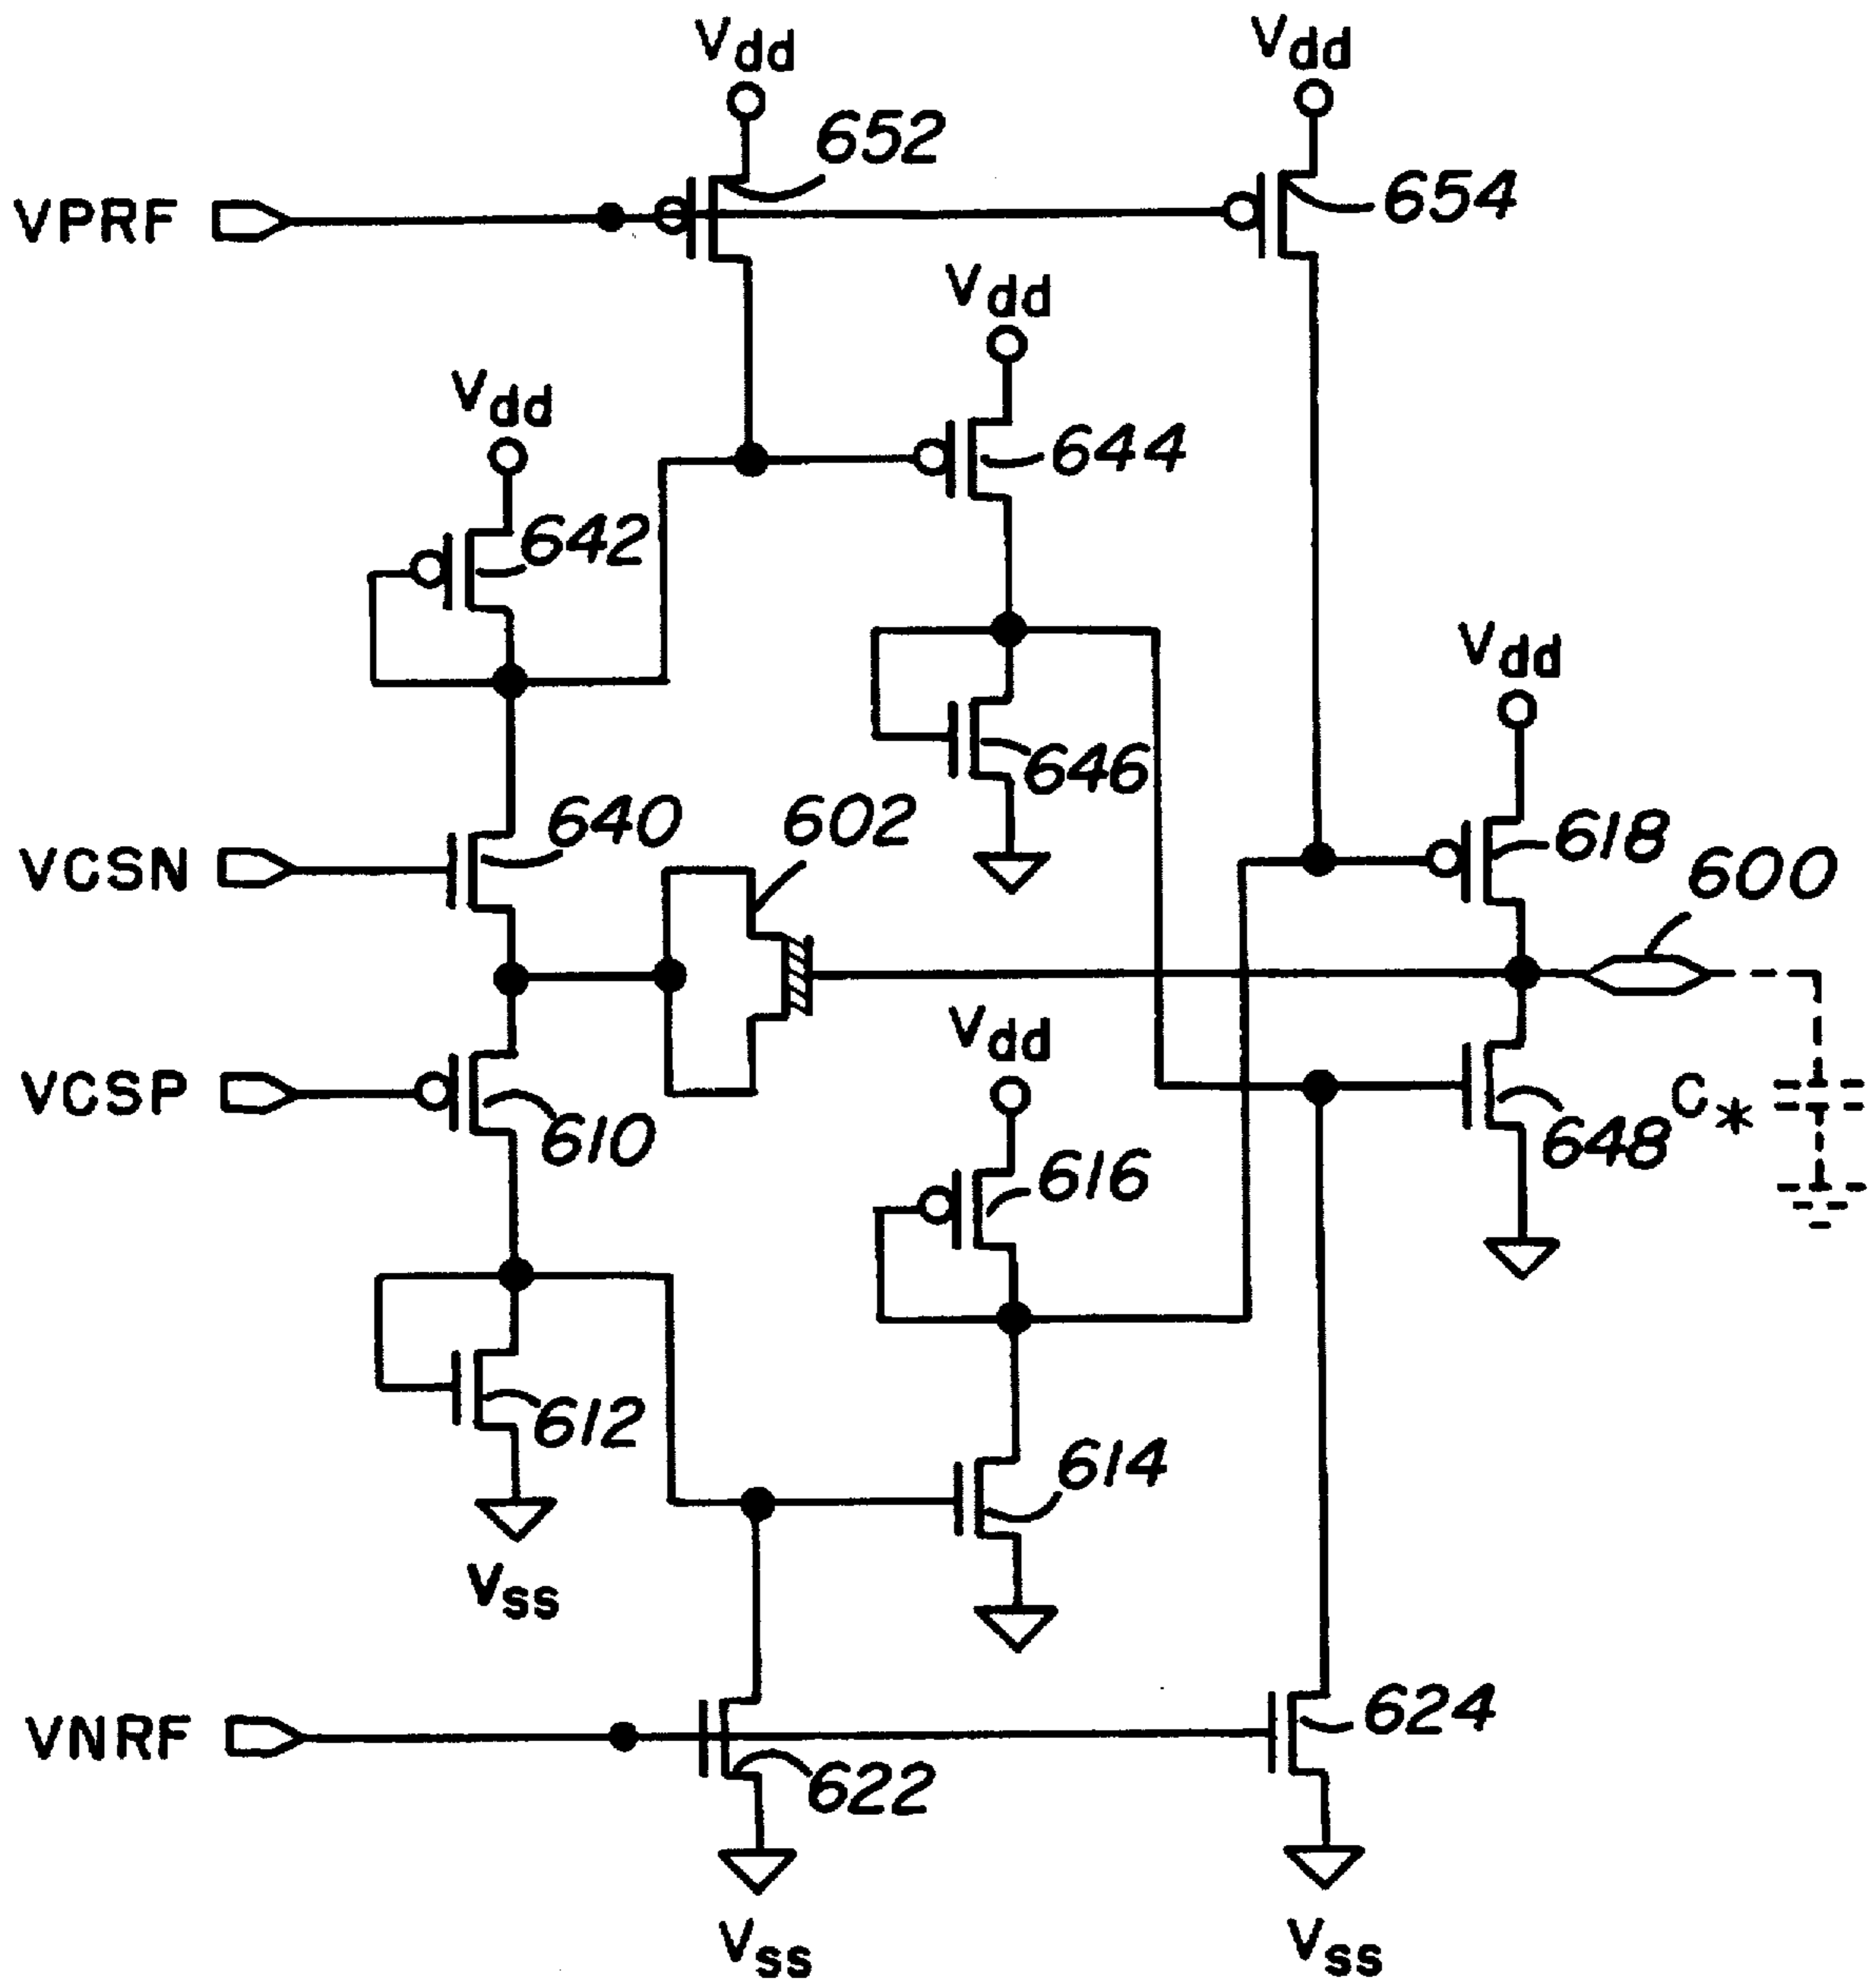 Vdd
Vdd
652
654
VPRF
Vdd
644
Vdd
642
Vdd
646
640
602
618
VCSN
600
Vdd
VCSP
C*
610
648
616
612
614
Vss
624
VNRF
622
Vss
Vss